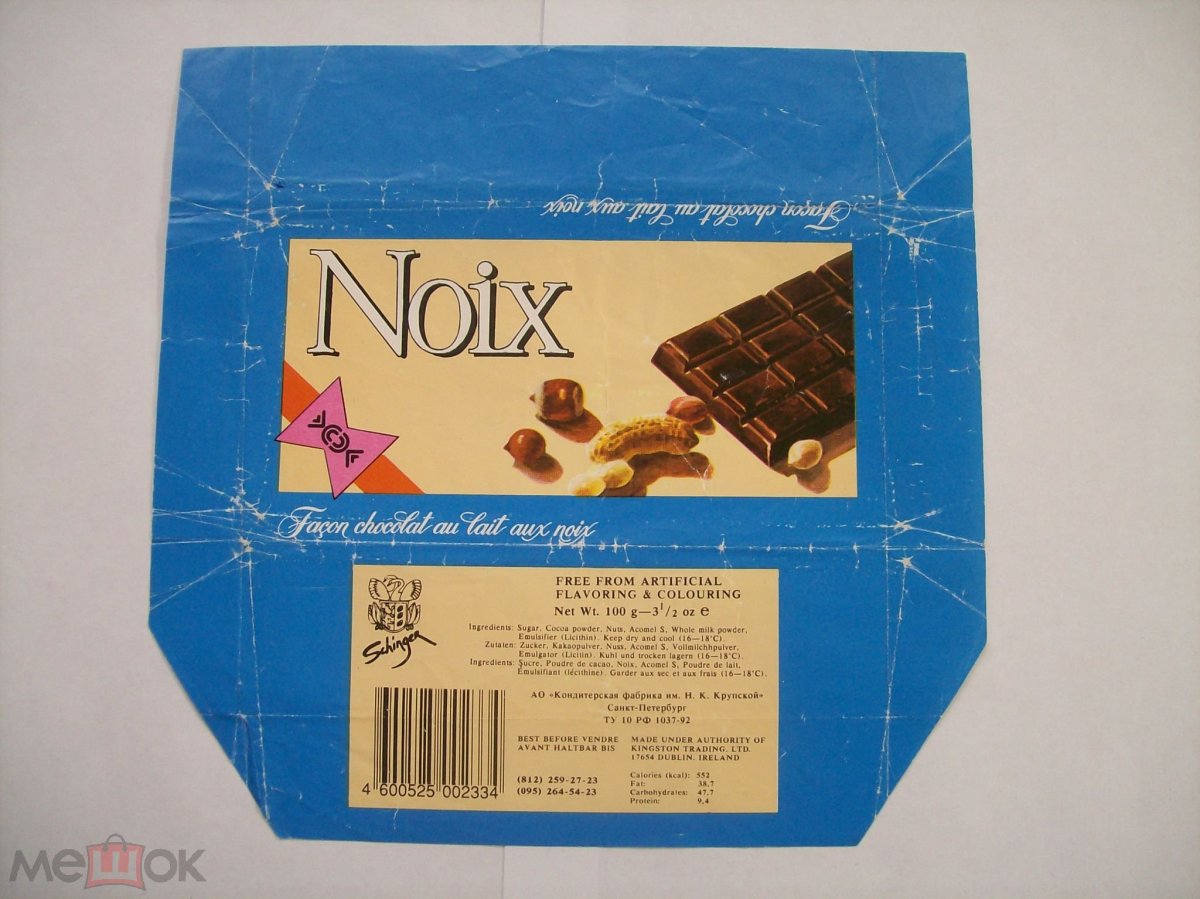 Façon chocolat au lait aux noix
Noix
Façon chocolat au lait aux noix
Schinger
FREE FROM ARTIFICIAL
FLAVORING & COLOURING
Net Wt. 100 g—3 1/2 oz e
Ingredients: Sugar, Cocoa powder, Nuts, Acomel S, Whole milk powder,
Emulsifier (Licithin). Keep dry and cool (16—18°C).
Zutaten: Zucker, Kakaopulver, Nuss, Acomel S, Vollmilchhpulver,
Emulgator (Licitin). Kuhl und trocken lagern (16—18°C).
Ingredients: Sucre, Poudre de cacao, Noix, Acomel S, Poudre de lait,
Emulsifiant (lécithine). Garder aux sec et aux frais (16—18°C).
АО «Кондитерская фабрика им. Н. К. Крупской»
Санкт-Петербург
ТУ 10 РФ 1037-92
BEST BEFORE VENDRE
AVANT HALTBAR BIS
MADE UNDER AUTHORITY OF
KINGSTON TRADING. LTD.
17654 DUBLIN. IRELAND
(812) 259-27-23
(095) 264-54-23
Calories (kcal): 552
Fat: 38,7
Carbohydrates: 47,7
Protein: 9,4
4 600525 002334
мешок